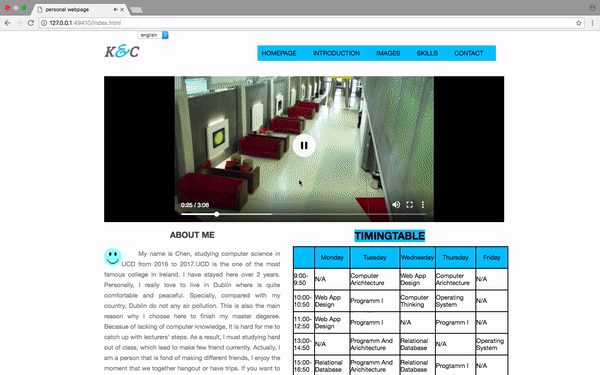 personal webpage
127.0.0.1:49410/index.html
english
K&C
HOMEPAGE INTRODUCTION IMAGES SKILLS CONTACT
0:25 / 3:06
ABOUT ME
My name is Chen, studying computer science in
UCD from 2016 to 2017.UCD is the one of the most
famous college in Ireland. I have stayed here over 2 years.
Personally, I really love to live in Dublin where is quite
comfortable and peaceful. Specially, compared with my
country, Dublin do not any air pollution. This is also the main
reason why I choose here to finish my master degeree.
Becasue of lacking of computer knowledge, It is hard for me to
catch up with lecturers' steps. As a result, I must studying hard
out of class, which lead to make few friend currently. Actually, I
am a person that is fond of making different friends, I enjoy the
moment that we together hangout or have trips. If you want to
TIMINGTABLE
Monday Tuesday Wednesday Thursday Friday
9:00-9:50 N/A Computer Arichtecture Web App Design Computer Arichtecture N/A
10:00-10:50 Web App Design Programm I Computer Thinking Operating System N/A
11:00-12:50 Web App Design Programm I N/A Programm I N/A
13:00-14:50 N/A Programm And Arichitecture Relational Database N/A Operating System
15:00-16:50 Relational Database Programm And Arichitecture Relational Database Progtamm I N/A